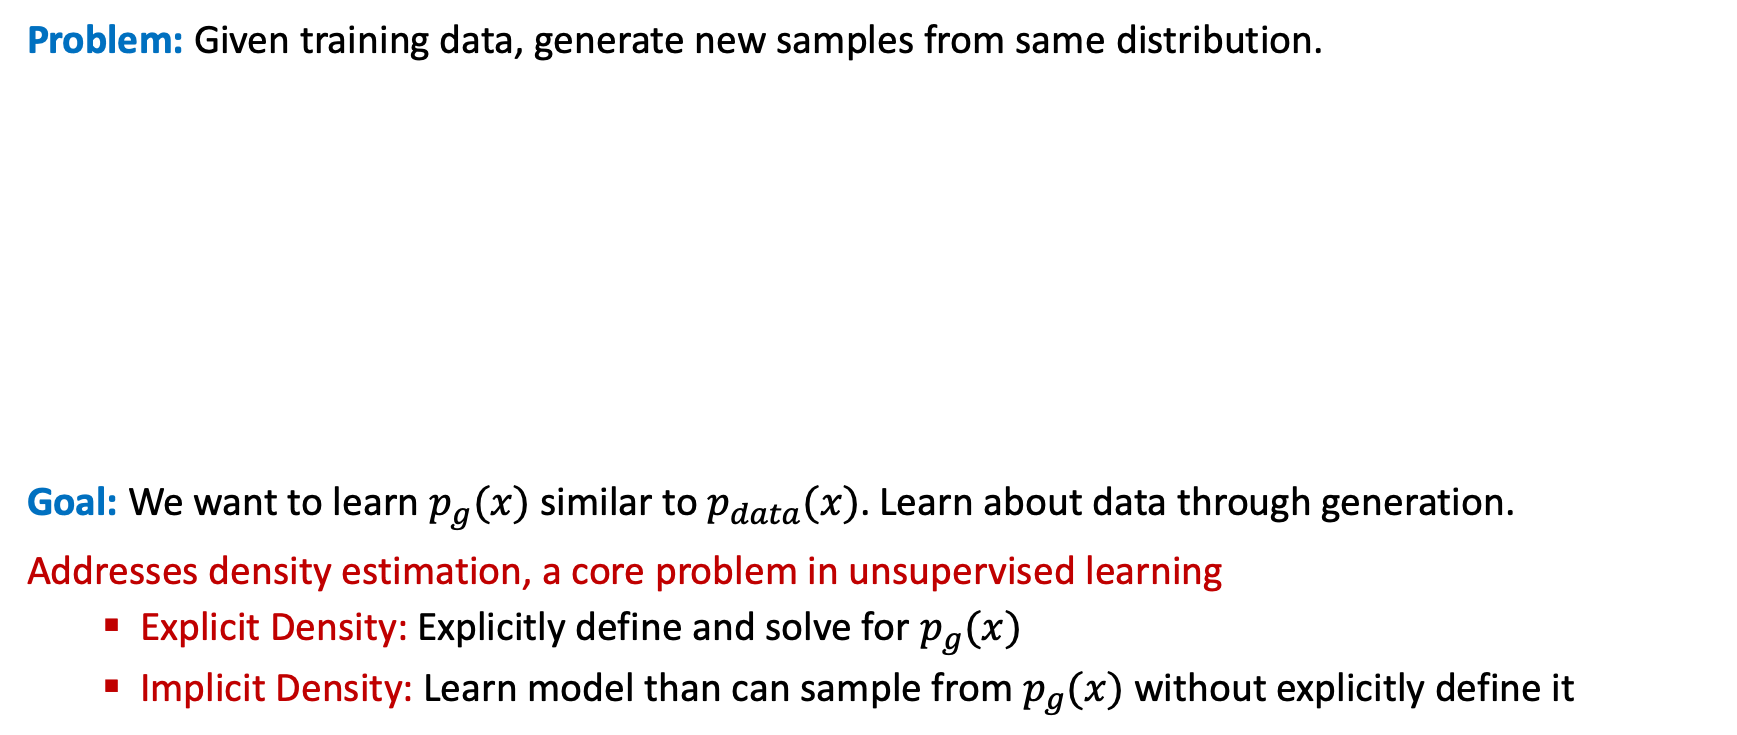 Problem: Given training data, generate new samples from same distribution.
Goal: We want to learn p_g(x) similar to p_data(x). Learn about data through generation.
Addresses density estimation, a core problem in unsupervised learning
▪ Explicit Density: Explicitly define and solve for p_g(x)
▪ Implicit Density: Learn model than can sample from p_g(x) without explicitly define it